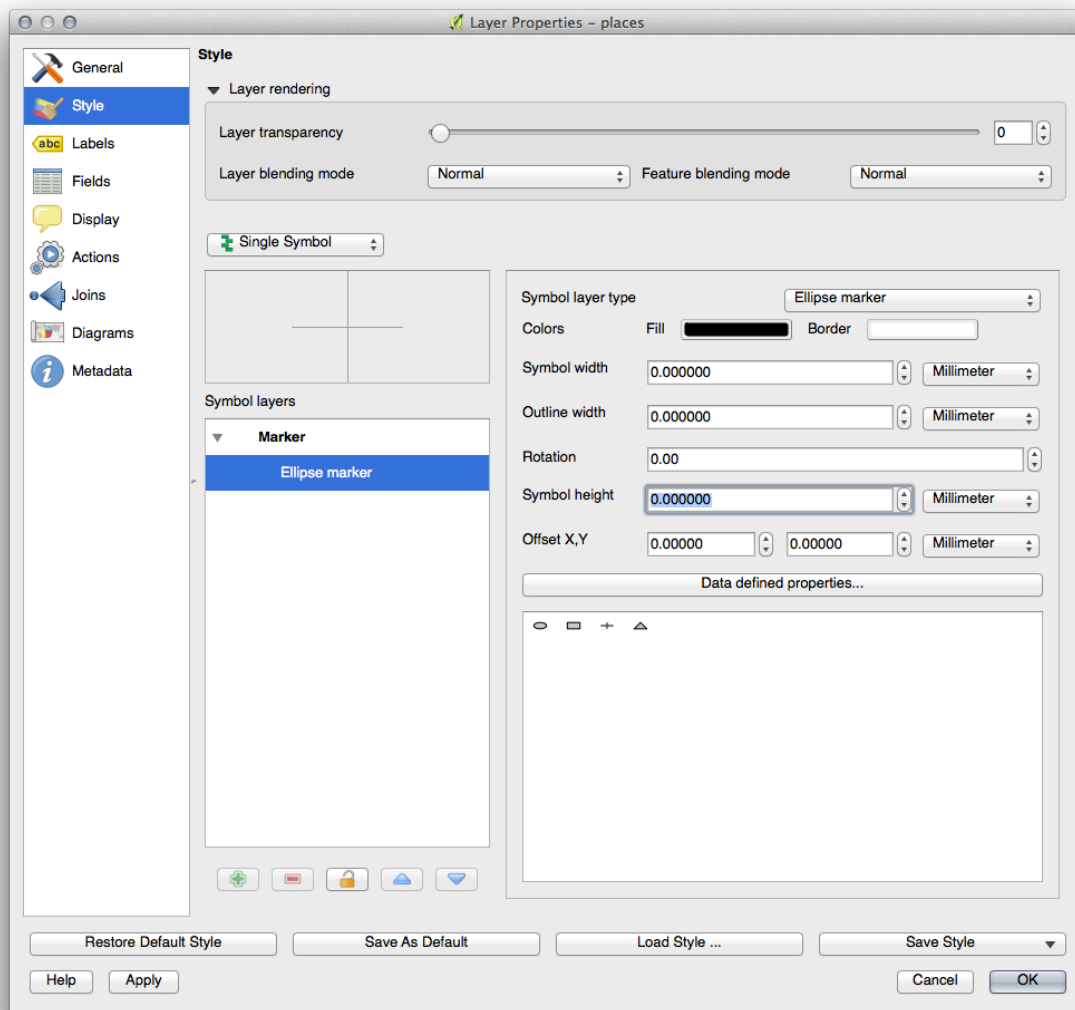 Layer Properties – places
General
Style
Labels
Fields
Display
Actions
Joins
Diagrams
Metadata
Style
Layer rendering
Layer transparency 0
Layer blending mode Normal Feature blending mode Normal
Single Symbol
Symbol layers
Marker
Ellipse marker
Symbol layer type Ellipse marker
Colors Fill Border
Symbol width 0.000000 Millimeter
Outline width 0.000000 Millimeter
Rotation 0.00
Symbol height 0.000000 Millimeter
Offset X,Y 0.00000 0.00000 Millimeter
Data defined properties...
Restore Default Style Save As Default Load Style ... Save Style
Help Apply Cancel OK
abc